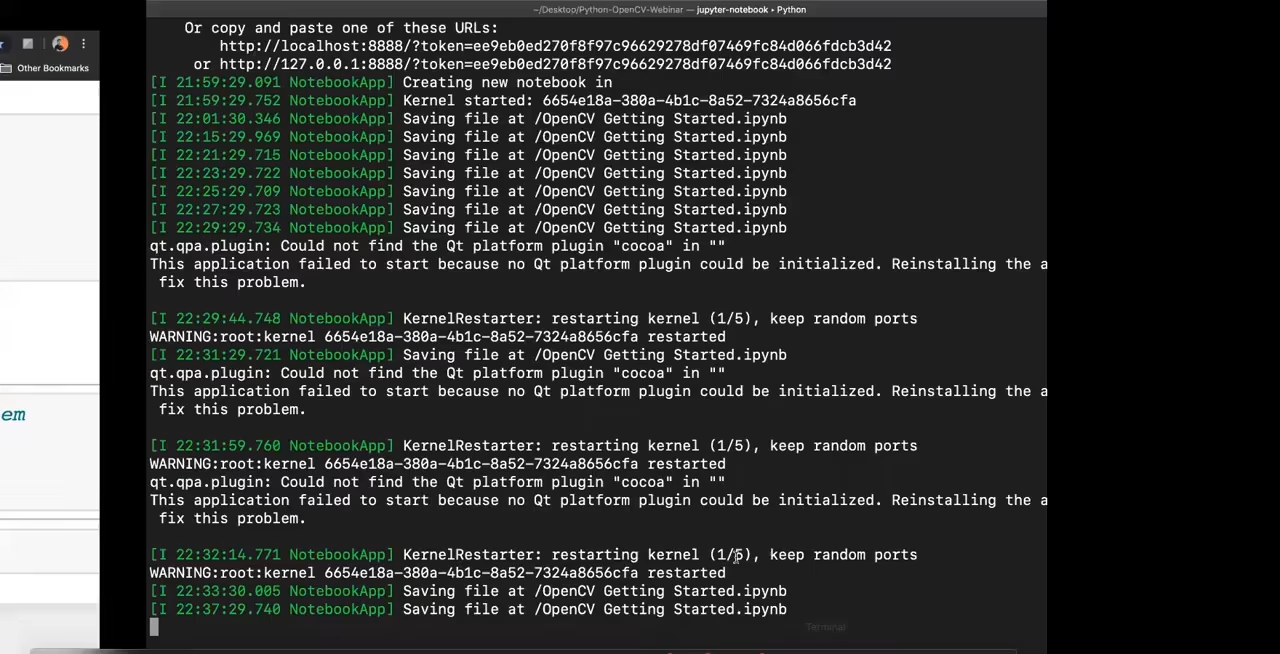 ~/Desktop/Python-OpenCV-Webinar — jupyter-notebook • Python
Or copy and paste one of these URLs:
http://localhost:8888/?token=ee9eb0ed270f8f97c96629278df07469fc84d066fdcb3d42
or http://127.0.0.1:8888/?token=ee9eb0ed270f8f97c96629278df07469fc84d066fdcb3d42
Other Bookmarks
[I 21:59:29.091 NotebookApp] Creating new notebook in
[I 21:59:29.752 NotebookApp] Kernel started: 6654e18a-380a-4b1c-8a52-7324a8656cfa
[I 22:01:30.346 NotebookApp] Saving file at /OpenCV Getting Started.ipynb
[I 22:15:29.969 NotebookApp] Saving file at /OpenCV Getting Started.ipynb
[I 22:21:29.715 NotebookApp] Saving file at /OpenCV Getting Started.ipynb
[I 22:23:29.722 NotebookApp] Saving file at /OpenCV Getting Started.ipynb
[I 22:25:29.709 NotebookApp] Saving file at /OpenCV Getting Started.ipynb
[I 22:27:29.723 NotebookApp] Saving file at /OpenCV Getting Started.ipynb
[I 22:29:29.734 NotebookApp] Saving file at /OpenCV Getting Started.ipynb
qt.qpa.plugin: Could not find the Qt platform plugin "cocoa" in ""
This application failed to start because no Qt platform plugin could be initialized. Reinstalling the a
fix this problem.
[I 22:29:44.748 NotebookApp] KernelRestarter: restarting kernel (1/5), keep random ports
WARNING:root:kernel 6654e18a-380a-4b1c-8a52-7324a8656cfa restarted
[I 22:31:29.721 NotebookApp] Saving file at /OpenCV Getting Started.ipynb
qt.qpa.plugin: Could not find the Qt platform plugin "cocoa" in ""
This application failed to start because no Qt platform plugin could be initialized. Reinstalling the a
fix this problem.
em
[I 22:31:59.760 NotebookApp] KernelRestarter: restarting kernel (1/5), keep random ports
WARNING:root:kernel 6654e18a-380a-4b1c-8a52-7324a8656cfa restarted
qt.qpa.plugin: Could not find the Qt platform plugin "cocoa" in ""
This application failed to start because no Qt platform plugin could be initialized. Reinstalling the a
fix this problem.
[I 22:32:14.771 NotebookApp] KernelRestarter: restarting kernel (1/5), keep random ports
WARNING:root:kernel 6654e18a-380a-4b1c-8a52-7324a8656cfa restarted
[I 22:33:30.005 NotebookApp] Saving file at /OpenCV Getting Started.ipynb
[I 22:37:29.740 NotebookApp] Saving file at /OpenCV Getting Started.ipynb
Terminal